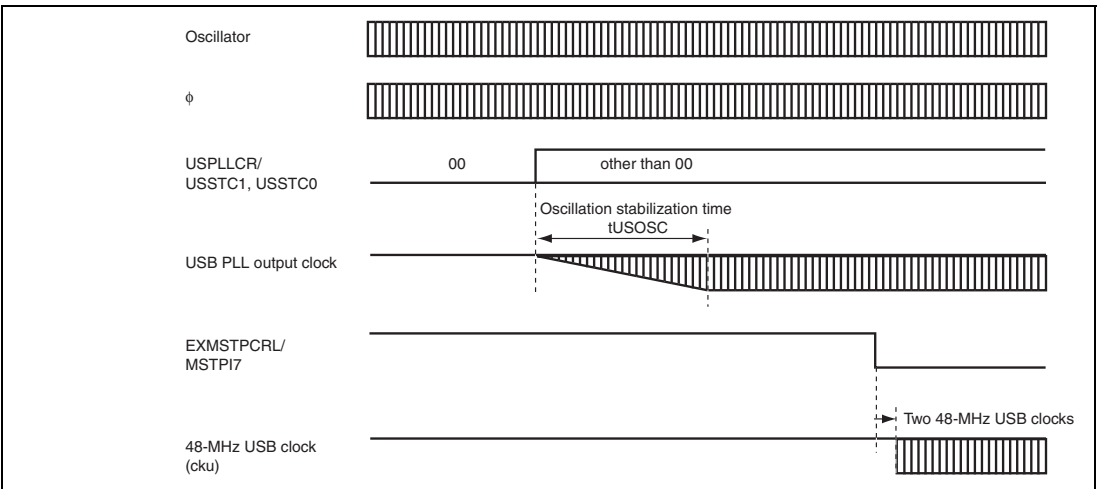 Oscillator
ϕ
USPLLCR/
USSTC1, USSTC0
00
other than 00
Oscillation stabilization time
tUSOSC
USB PLL output clock
EXMSTPCRL/
MSTPI7
Two 48-MHz USB clocks
48-MHz USB clock
(cku)